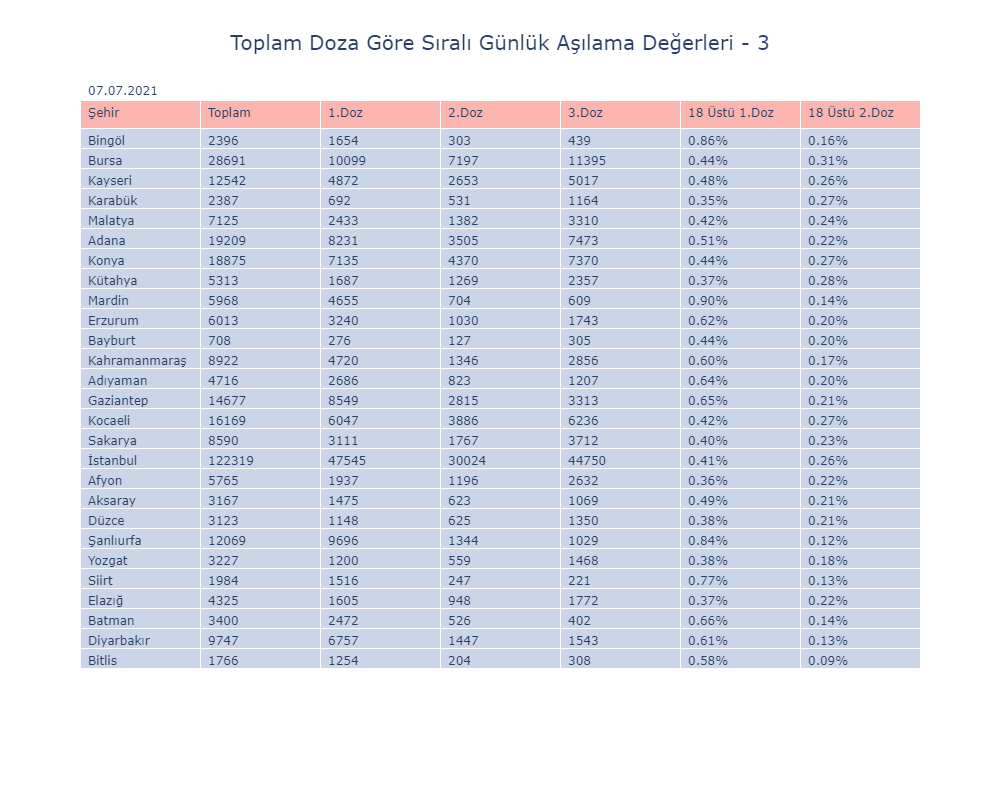 Toplam Doza Göre Sıralı Günlük Aşılama Değerleri - 3
07.07.2021
Şehir Toplam 1.Doz 2.Doz 3.Doz 18 Üstü 1.Doz 18 Üstü 2.Doz
Bingöl 2396 1654 303 439 0.86% 0.16%
Bursa 28691 10099 7197 11395 0.44% 0.31%
Kayseri 12542 4872 2653 5017 0.48% 0.26%
Karabük 2387 692 531 1164 0.35% 0.27%
Malatya 7125 2433 1382 3310 0.42% 0.24%
Adana 19209 8231 3505 7473 0.51% 0.22%
Konya 18875 7135 4370 7370 0.44% 0.27%
Kütahya 5313 1687 1269 2357 0.37% 0.28%
Mardin 5968 4655 704 609 0.90% 0.14%
Erzurum 6013 3240 1030 1743 0.62% 0.20%
Bayburt 708 276 127 305 0.44% 0.20%
Kahramanmaraş 8922 4720 1346 2856 0.60% 0.17%
Adıyaman 4716 2686 823 1207 0.64% 0.20%
Gaziantep 14677 8549 2815 3313 0.65% 0.21%
Kocaeli 16169 6047 3886 6236 0.42% 0.27%
Sakarya 8590 3111 1767 3712 0.40% 0.23%
İstanbul 122319 47545 30024 44750 0.41% 0.26%
Afyon 5765 1937 1196 2632 0.36% 0.22%
Aksaray 3167 1475 623 1069 0.49% 0.21%
Düzce 3123 1148 625 1350 0.38% 0.21%
Şanlıurfa 12069 9696 1344 1029 0.84% 0.12%
Yozgat 3227 1200 559 1468 0.38% 0.18%
Siirt 1984 1516 247 221 0.77% 0.13%
Elazığ 4325 1605 948 1772 0.37% 0.22%
Batman 3400 2472 526 402 0.66% 0.14%
Diyarbakır 9747 6757 1447 1543 0.61% 0.13%
Bitlis 1766 1254 204 308 0.58% 0.09%